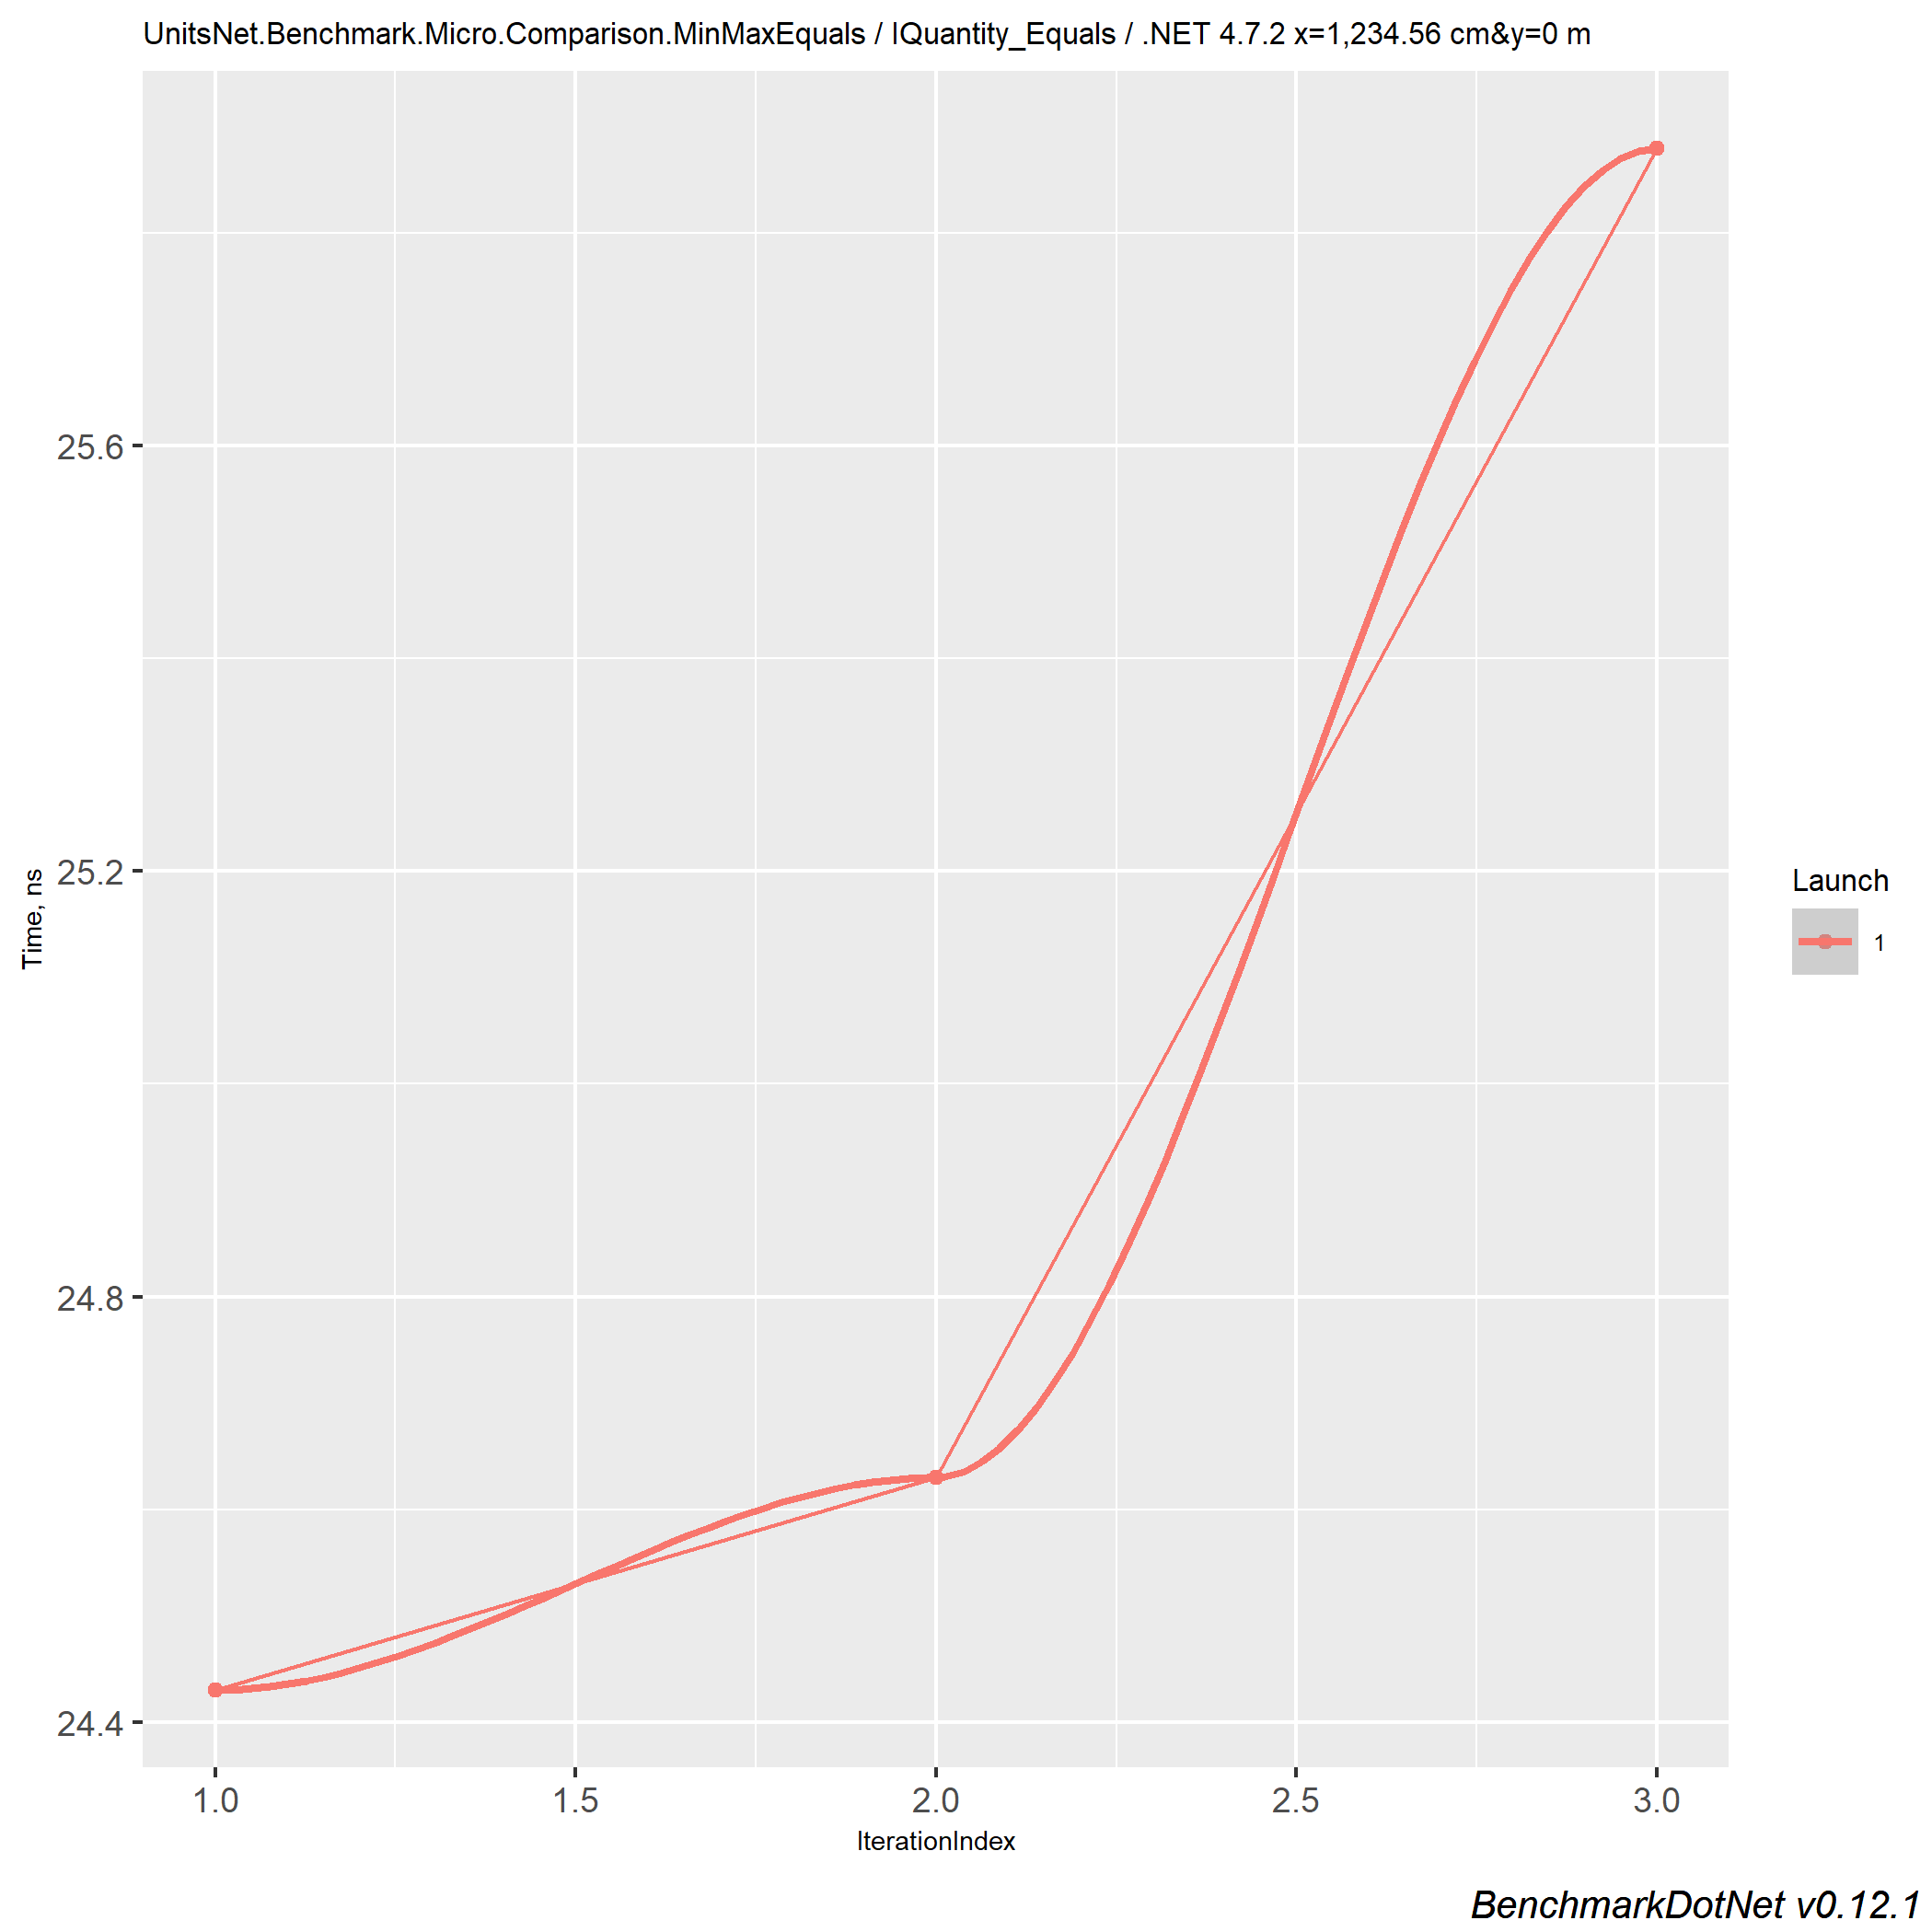 UnitsNet.Benchmark.Micro.Comparison.MinMaxEquals / IQuantity_Equals / .NET 4.7.2 x=1,234.56 cm&y=0 m
25.6
25.2
24.8
24.4
Time, ns
1.0 1.5 2.0 2.5 3.0
IterationIndex
Launch
1
BenchmarkDotNet v0.12.1